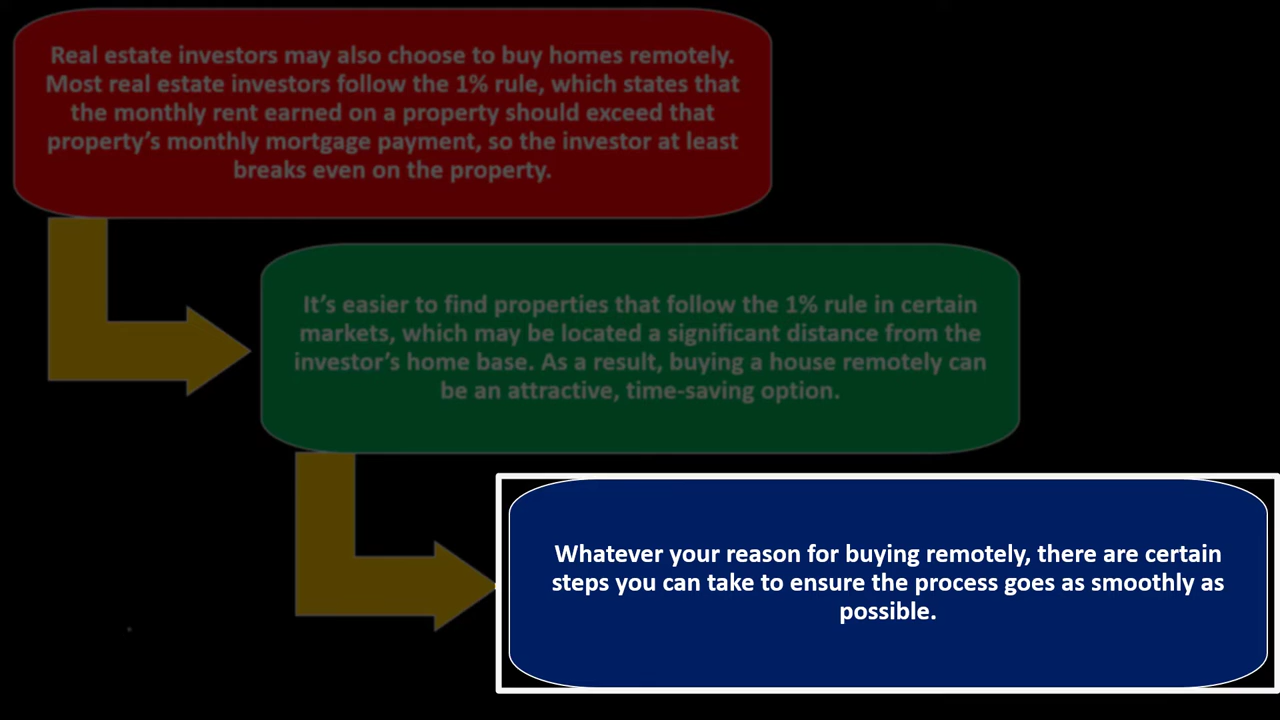 Real estate investors may also choose to buy homes remotely.
Most real estate investors follow the 1% rule, which states that
the monthly rent earned on a property should exceed that
property’s monthly mortgage payment, so the investor at least
breaks even on the property.
It’s easier to find properties that follow the 1% rule in certain
markets, which may be located a significant distance from the
investor’s home base. As a result, buying a house remotely can
be an attractive, time-saving option.
Whatever your reason for buying remotely, there are certain
steps you can take to ensure the process goes as smoothly as
possible.